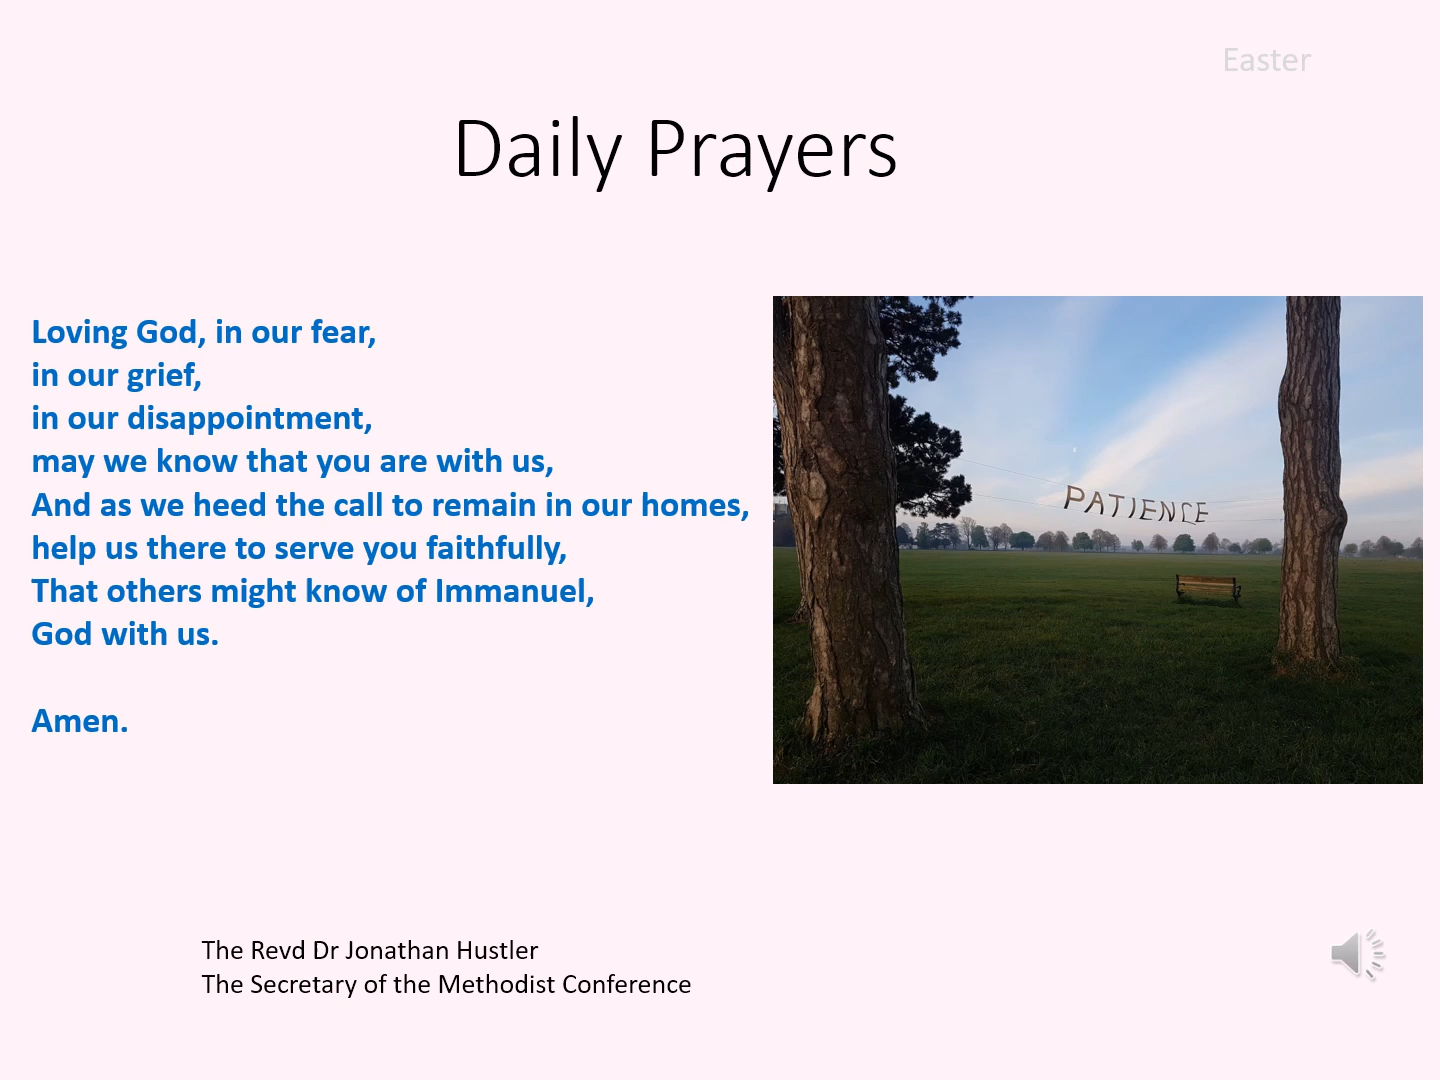 Easter
Daily Prayers
Loving God, in our fear,
in our grief,
in our disappointment,
may we know that you are with us,
And as we heed the call to remain in our homes,
help us there to serve you faithfully,
That others might know of Immanuel,
God with us.
Amen.
PATIENCE
The Revd Dr Jonathan Hustler
The Secretary of the Methodist Conference